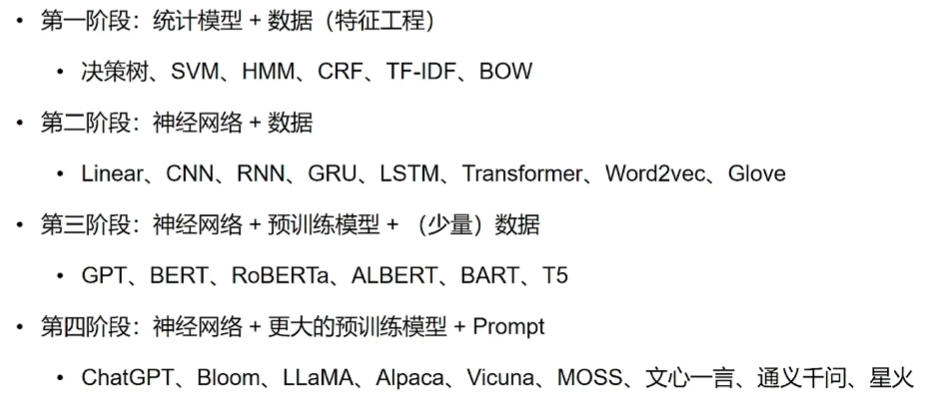 • 第一阶段：统计模型 + 数据（特征工程）
• 决策树、SVM、HMM、CRF、TF-IDF、BOW
• 第二阶段：神经网络 + 数据
• Linear、CNN、RNN、GRU、LSTM、Transformer、Word2vec、Glove
• 第三阶段：神经网络 + 预训练模型 + （少量）数据
• GPT、BERT、RoBERTa、ALBERT、BART、T5
• 第四阶段：神经网络 + 更大的预训练模型 + Prompt
• ChatGPT、Bloom、LLaMA、Alpaca、Vicuna、MOSS、文心一言、通义千问、星火